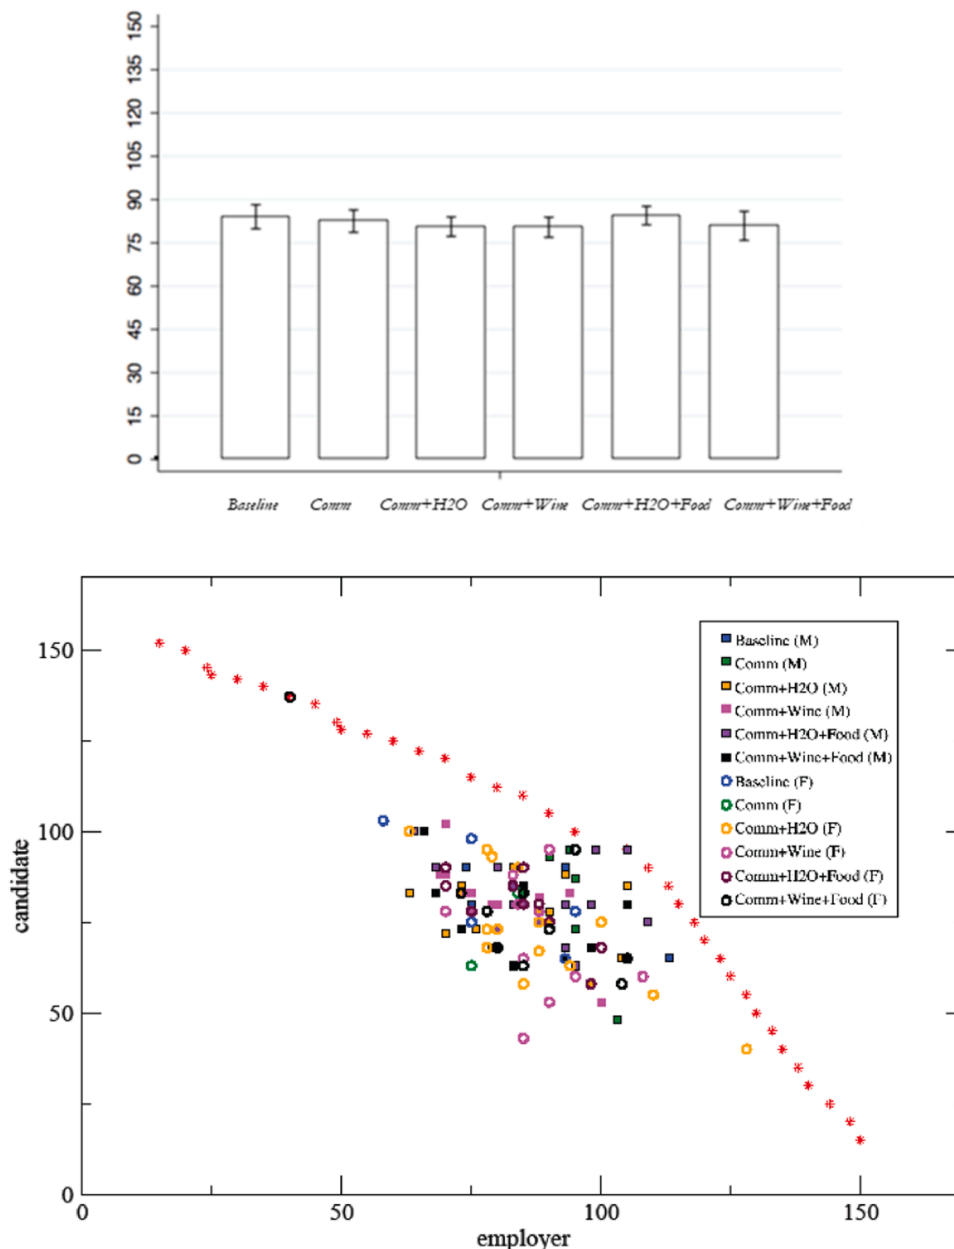 150
135
120
105
90
75
60
45
30
15
0
Baseline Comm Comm+H2O Comm+Wine Comm+H2O+Food Comm+Wine+Food
Baseline (M)
Comm (M)
Comm+H2O (M)
Comm+Wine (M)
Comm+H2O+Food (M)
Comm+Wine+Food (M)
Baseline (F)
Comm (F)
Comm+H2O (F)
Comm+Wine (F)
Comm+H2O+Food (F)
Comm+Wine+Food (F)
150
100
50
0
candidate
0 50 100 150
employer